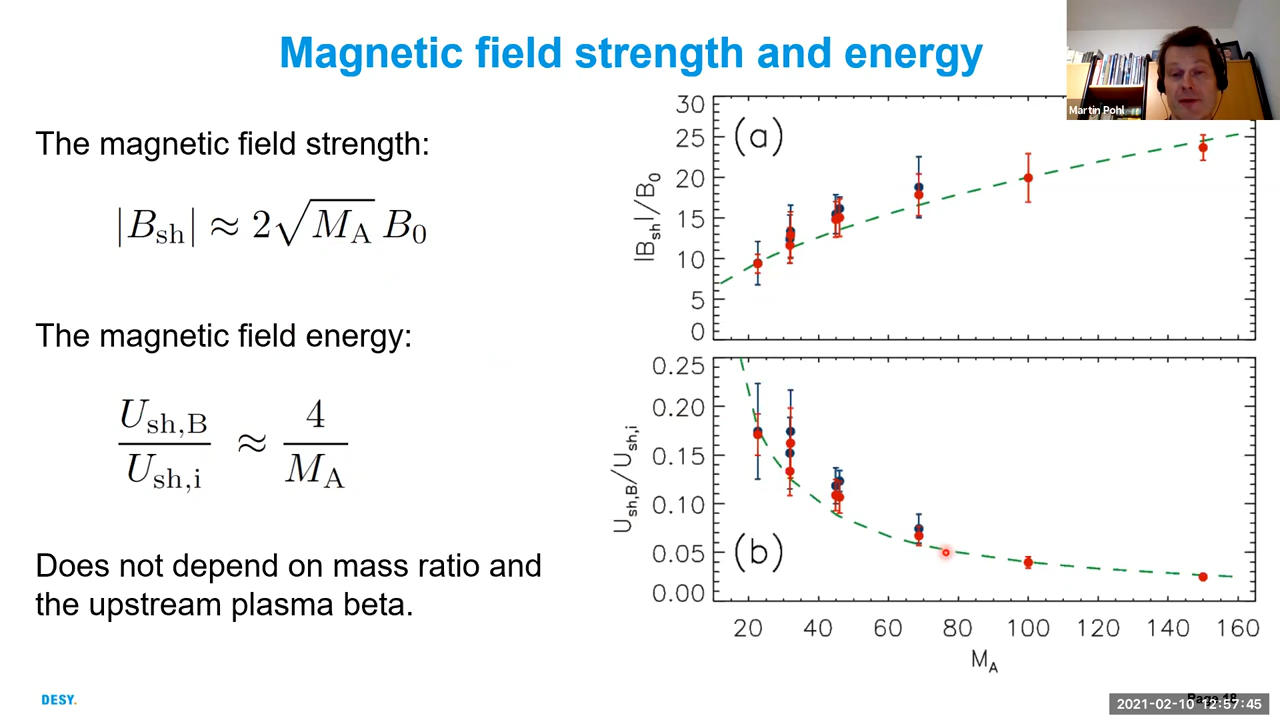 Magnetic field strength and energy
Martin Pohl
The magnetic field strength:
|B_sh| ≈ 2√M_A B_0
The magnetic field energy:
U_sh,B / U_sh,i ≈ 4 / M_A
Does not depend on mass ratio and
the upstream plasma beta.
(a)
|B_sh|/B_0
30
25
20
15
10
5
0
(b)
U_sh,B/U_sh,i
0.25
0.20
0.15
0.10
0.05
0.00
20 40 60 80 100 120 140 160
M_A
DESY.
Page 18
2021-02-10 12:57:45